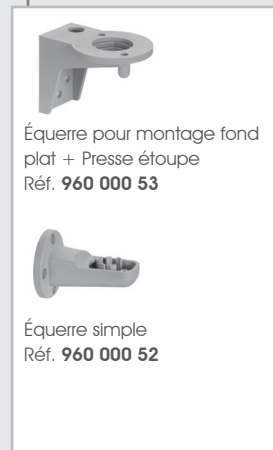 Équerre pour montage fond
plat + Presse étoupe
Réf. 960 000 53
Équerre simple
Réf. 960 000 52